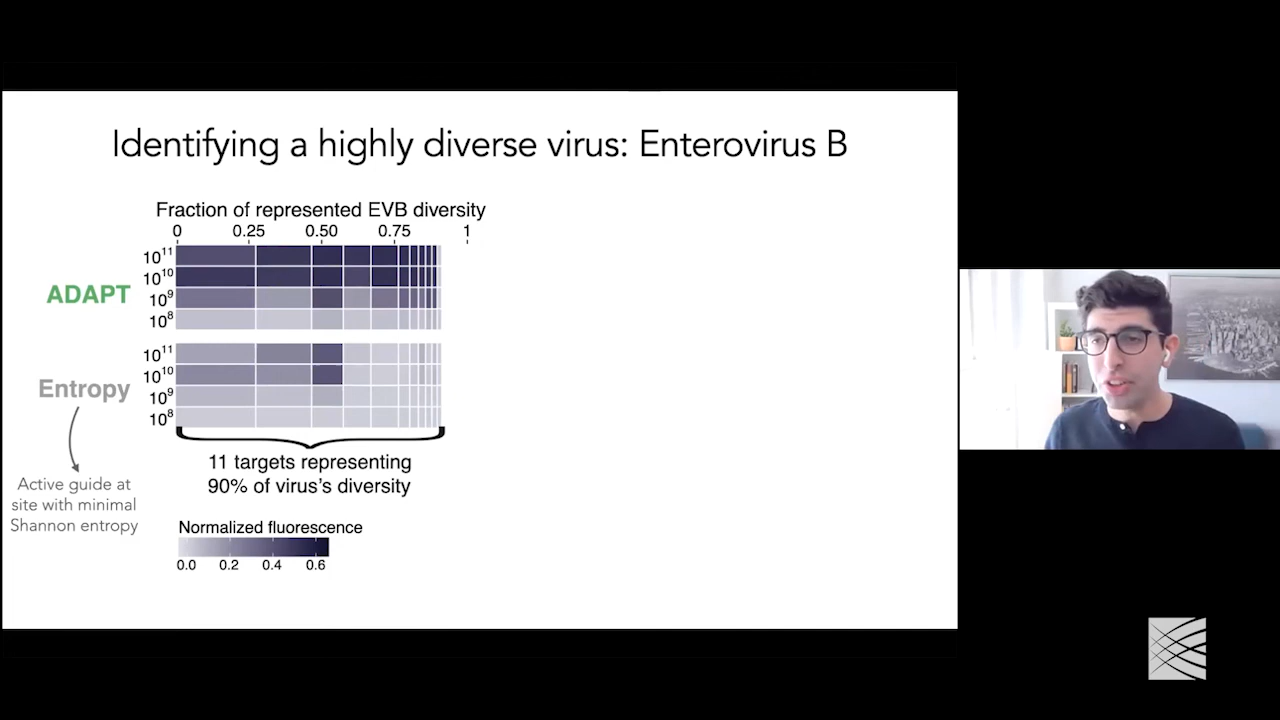 Identifying a highly diverse virus: Enterovirus B
Fraction of represented EVB diversity
0 0.25 0.50 0.75 1
ADAPT
10¹¹
10¹⁰
10⁹
10⁸
Entropy
10¹¹
10¹⁰
10⁹
10⁸
Active guide at
site with minimal
Shannon entropy
11 targets representing
90% of virus's diversity
Normalized fluorescence
0.0 0.2 0.4 0.6